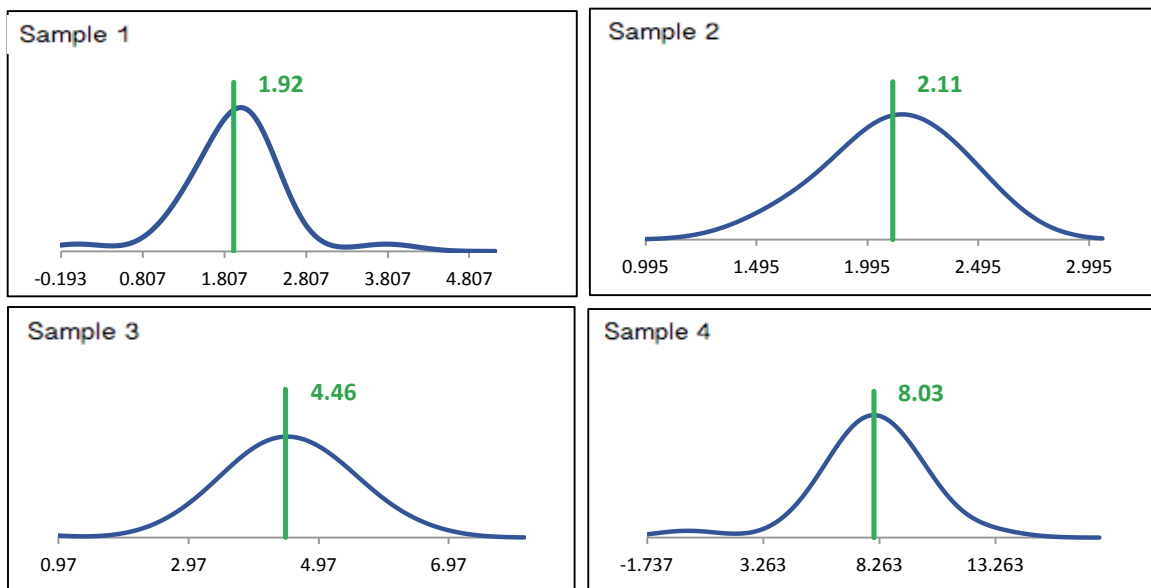 Sample 1
1.92
-0.193 0.807 1.807 2.807 3.807 4.807
Sample 2
2.11
0.995 1.495 1.995 2.495 2.995
Sample 3
4.46
0.97 2.97 4.97 6.97
Sample 4
8.03
-1.737 3.263 8.263 13.263